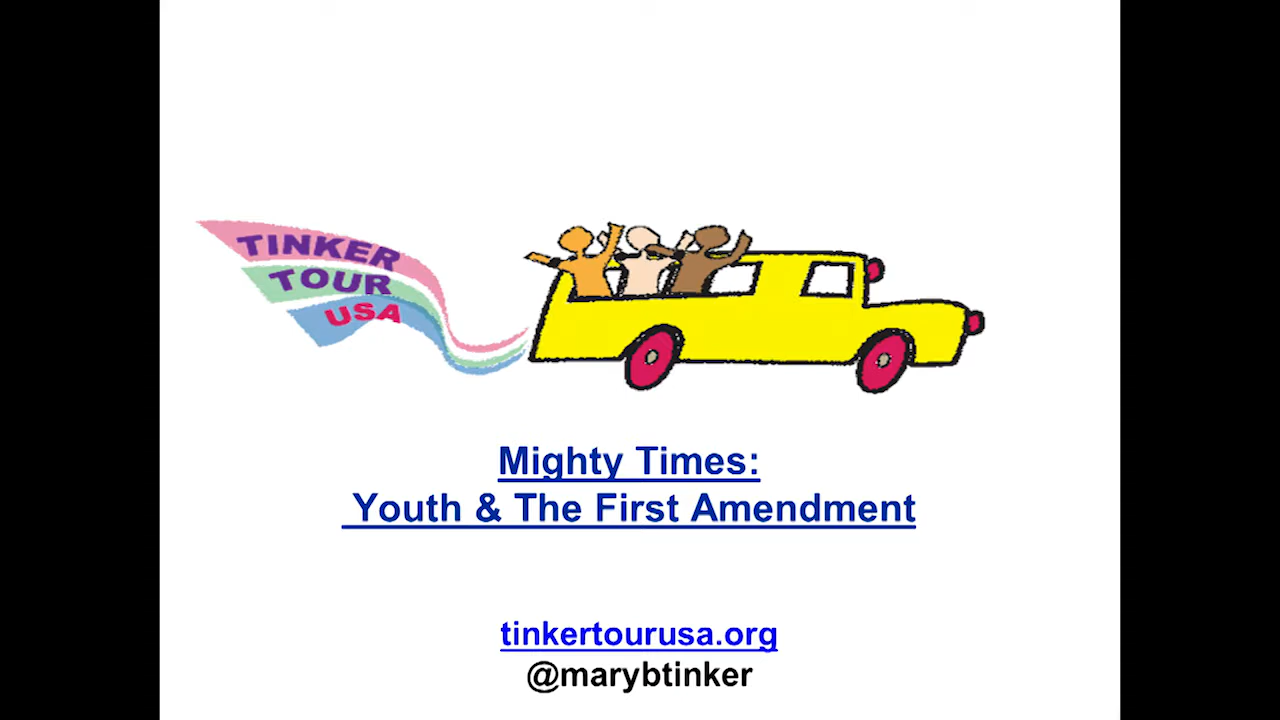 TINKER
TOUR
USA
Mighty Times:
Youth & The First Amendment
tinkertourusa.org
@marybtinker